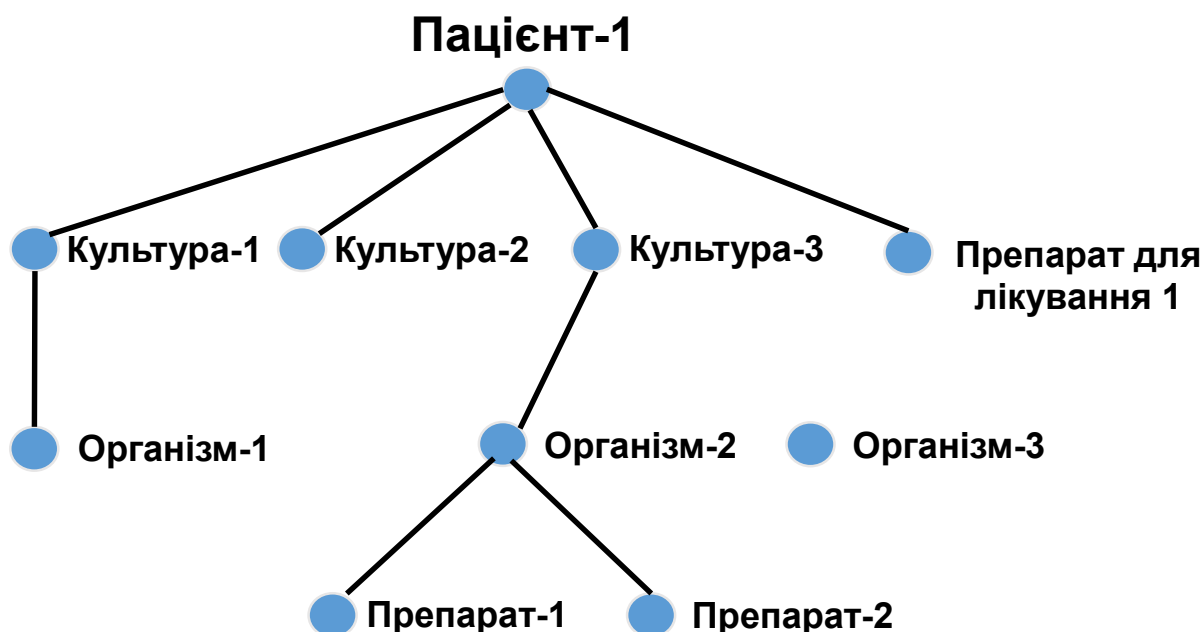 Пацієнт-1
Культура-1
Культура-2
Культура-3
Препарат для
лікування 1
Організм-1
Організм-2
Організм-3
Препарат-1
Препарат-2